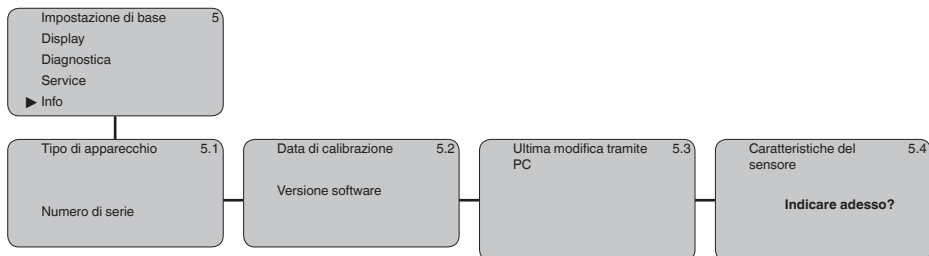 Impostazione di base 5
Display
Diagnostica
Service
▶ Info
Tipo di apparecchio 5.1
Numero di serie
Data di calibrazione 5.2
Versione software
Ultima modifica tramite 5.3
PC
Caratteristiche del 5.4
sensore
Indicare adesso?